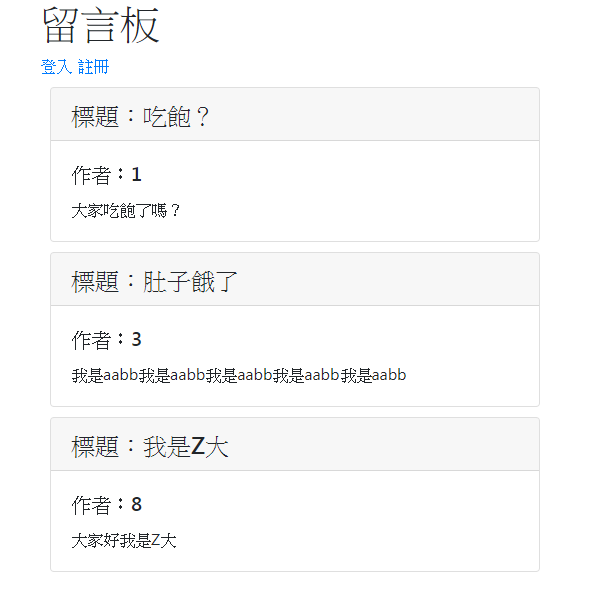 留言板
登入 註冊
標題：吃飽？
作者：1
大家吃飽了嗎？
標題：肚子餓了
作者：3
我是aabb我是aabb我是aabb我是aabb我是aabb
標題：我是Z大
作者：8
大家好我是Z大